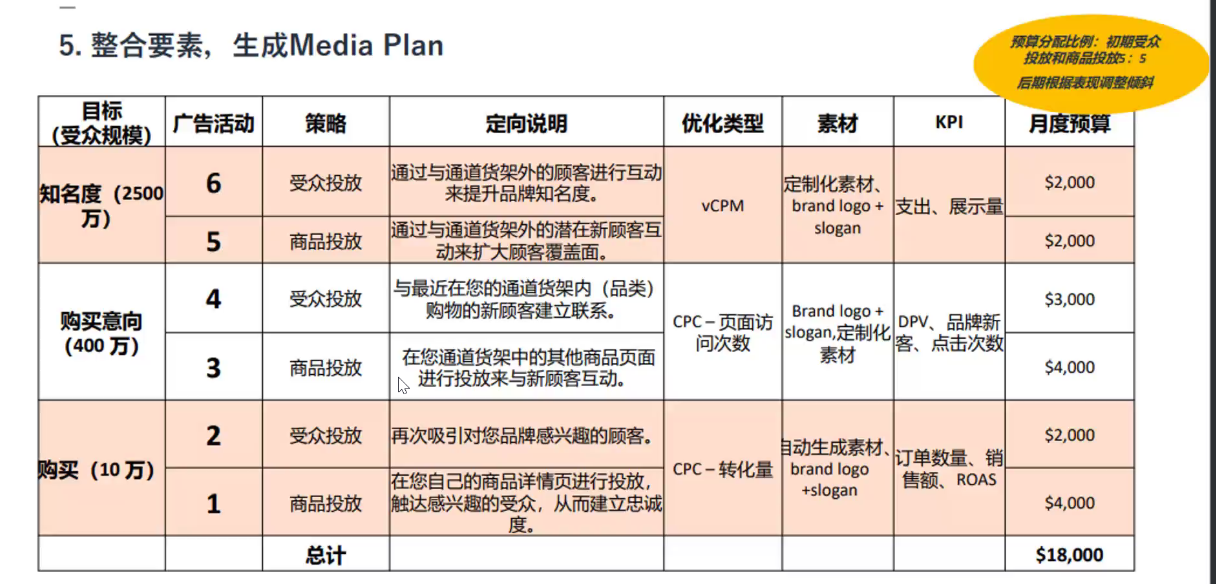 5. 整合要素，生成Media Plan
预算分配比例：初期受众
投放和商品投放5：5
后期根据表现调整倾斜
目标
（受众规模）
广告活动
策略
定向说明
优化类型
素材
KPI
月度预算
知名度（2500
万）
6
受众投放
通过与通道货架外的顾客进行互动
来提升品牌知名度。
vCPM
定制化素材、
brand logo +
slogan
支出、展示量
$2,000
5
商品投放
通过与通道货架外的潜在新顾客互
动来扩大顾客覆盖面。
$2,000
购买意向
（400 万）
4
受众投放
与最近在您的通道货架内（品类）
购物的新顾客建立联系。
CPC – 页面访
问次数
Brand logo +
slogan,定制化
素材
DPV、品牌新
客、点击次数
$3,000
3
商品投放
在您通道货架中的其他商品页面
进行投放来与新顾客互动。
$4,000
购买（10 万）
2
受众投放
再次吸引对您品牌感兴趣的顾客。
CPC – 转化量
自动生成素材、
brand logo
+slogan
订单数量、销
售额、ROAS
$2,000
1
商品投放
在您自己的商品详情页进行投放，
触达感兴趣的受众，从而建立忠诚
度。
$4,000
总计
$18,000